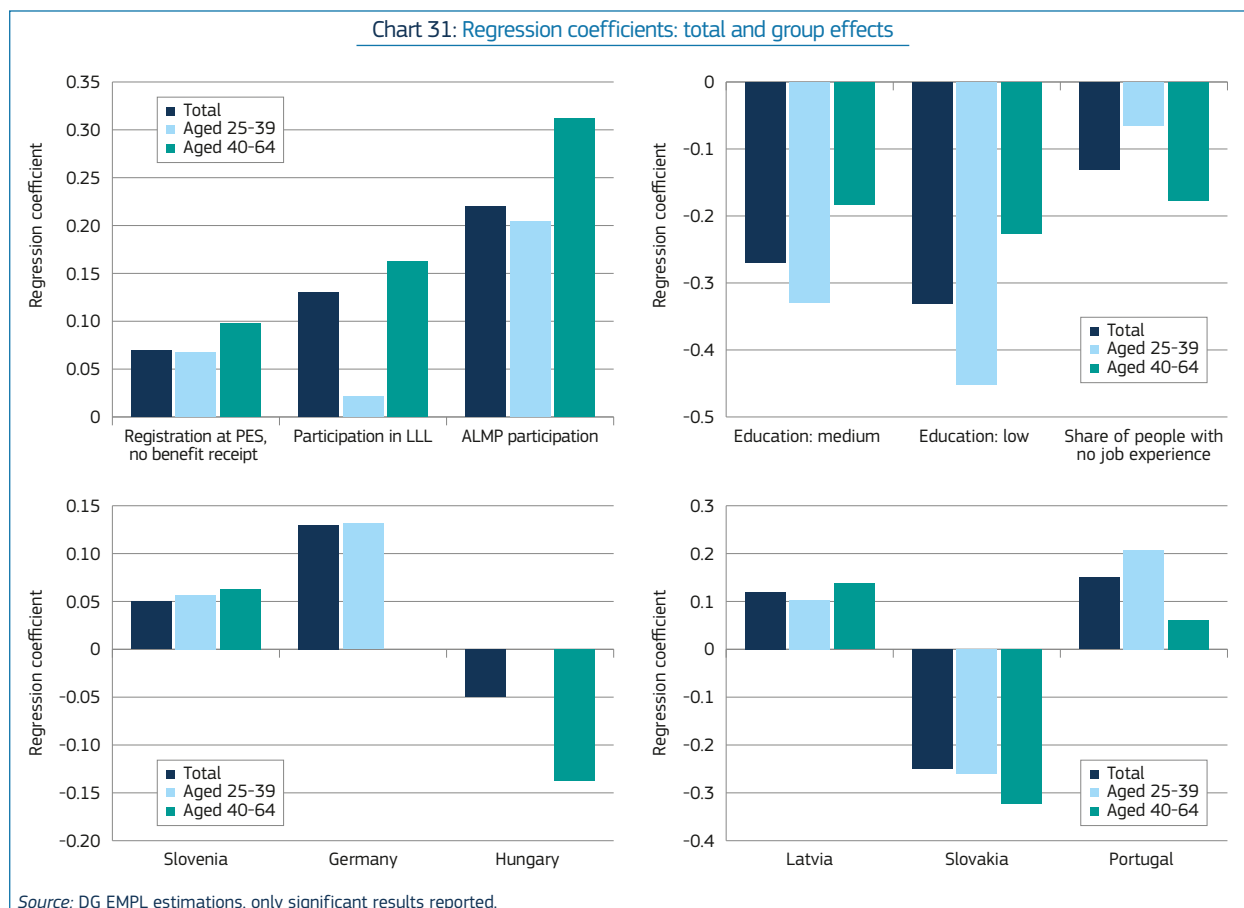 Chart 31: Regression coefficients: total and group effects
Regression coefficient
0.35
0.30
0.25
0.20
0.15
0.10
0.05
0
Total
Aged 25-39
Aged 40-64
Registration at PES,
no benefit receipt
Participation in LLL
ALMP participation
Regression coefficient
0
-0.1
-0.2
-0.3
-0.4
-0.5
Total
Aged 25-39
Aged 40-64
Education: medium
Education: low
Share of people with
no job experience
Regression coefficient
0.15
0.10
0.05
0
-0.05
-0.10
-0.15
-0.20
Total
Aged 25-39
Aged 40-64
Slovenia
Germany
Hungary
Regression coefficient
0.3
0.2
0.1
0
-0.1
-0.2
-0.3
-0.4
Total
Aged 25-39
Aged 40-64
Latvia
Slovakia
Portugal
Source: DG EMPL estimations, only significant results reported.